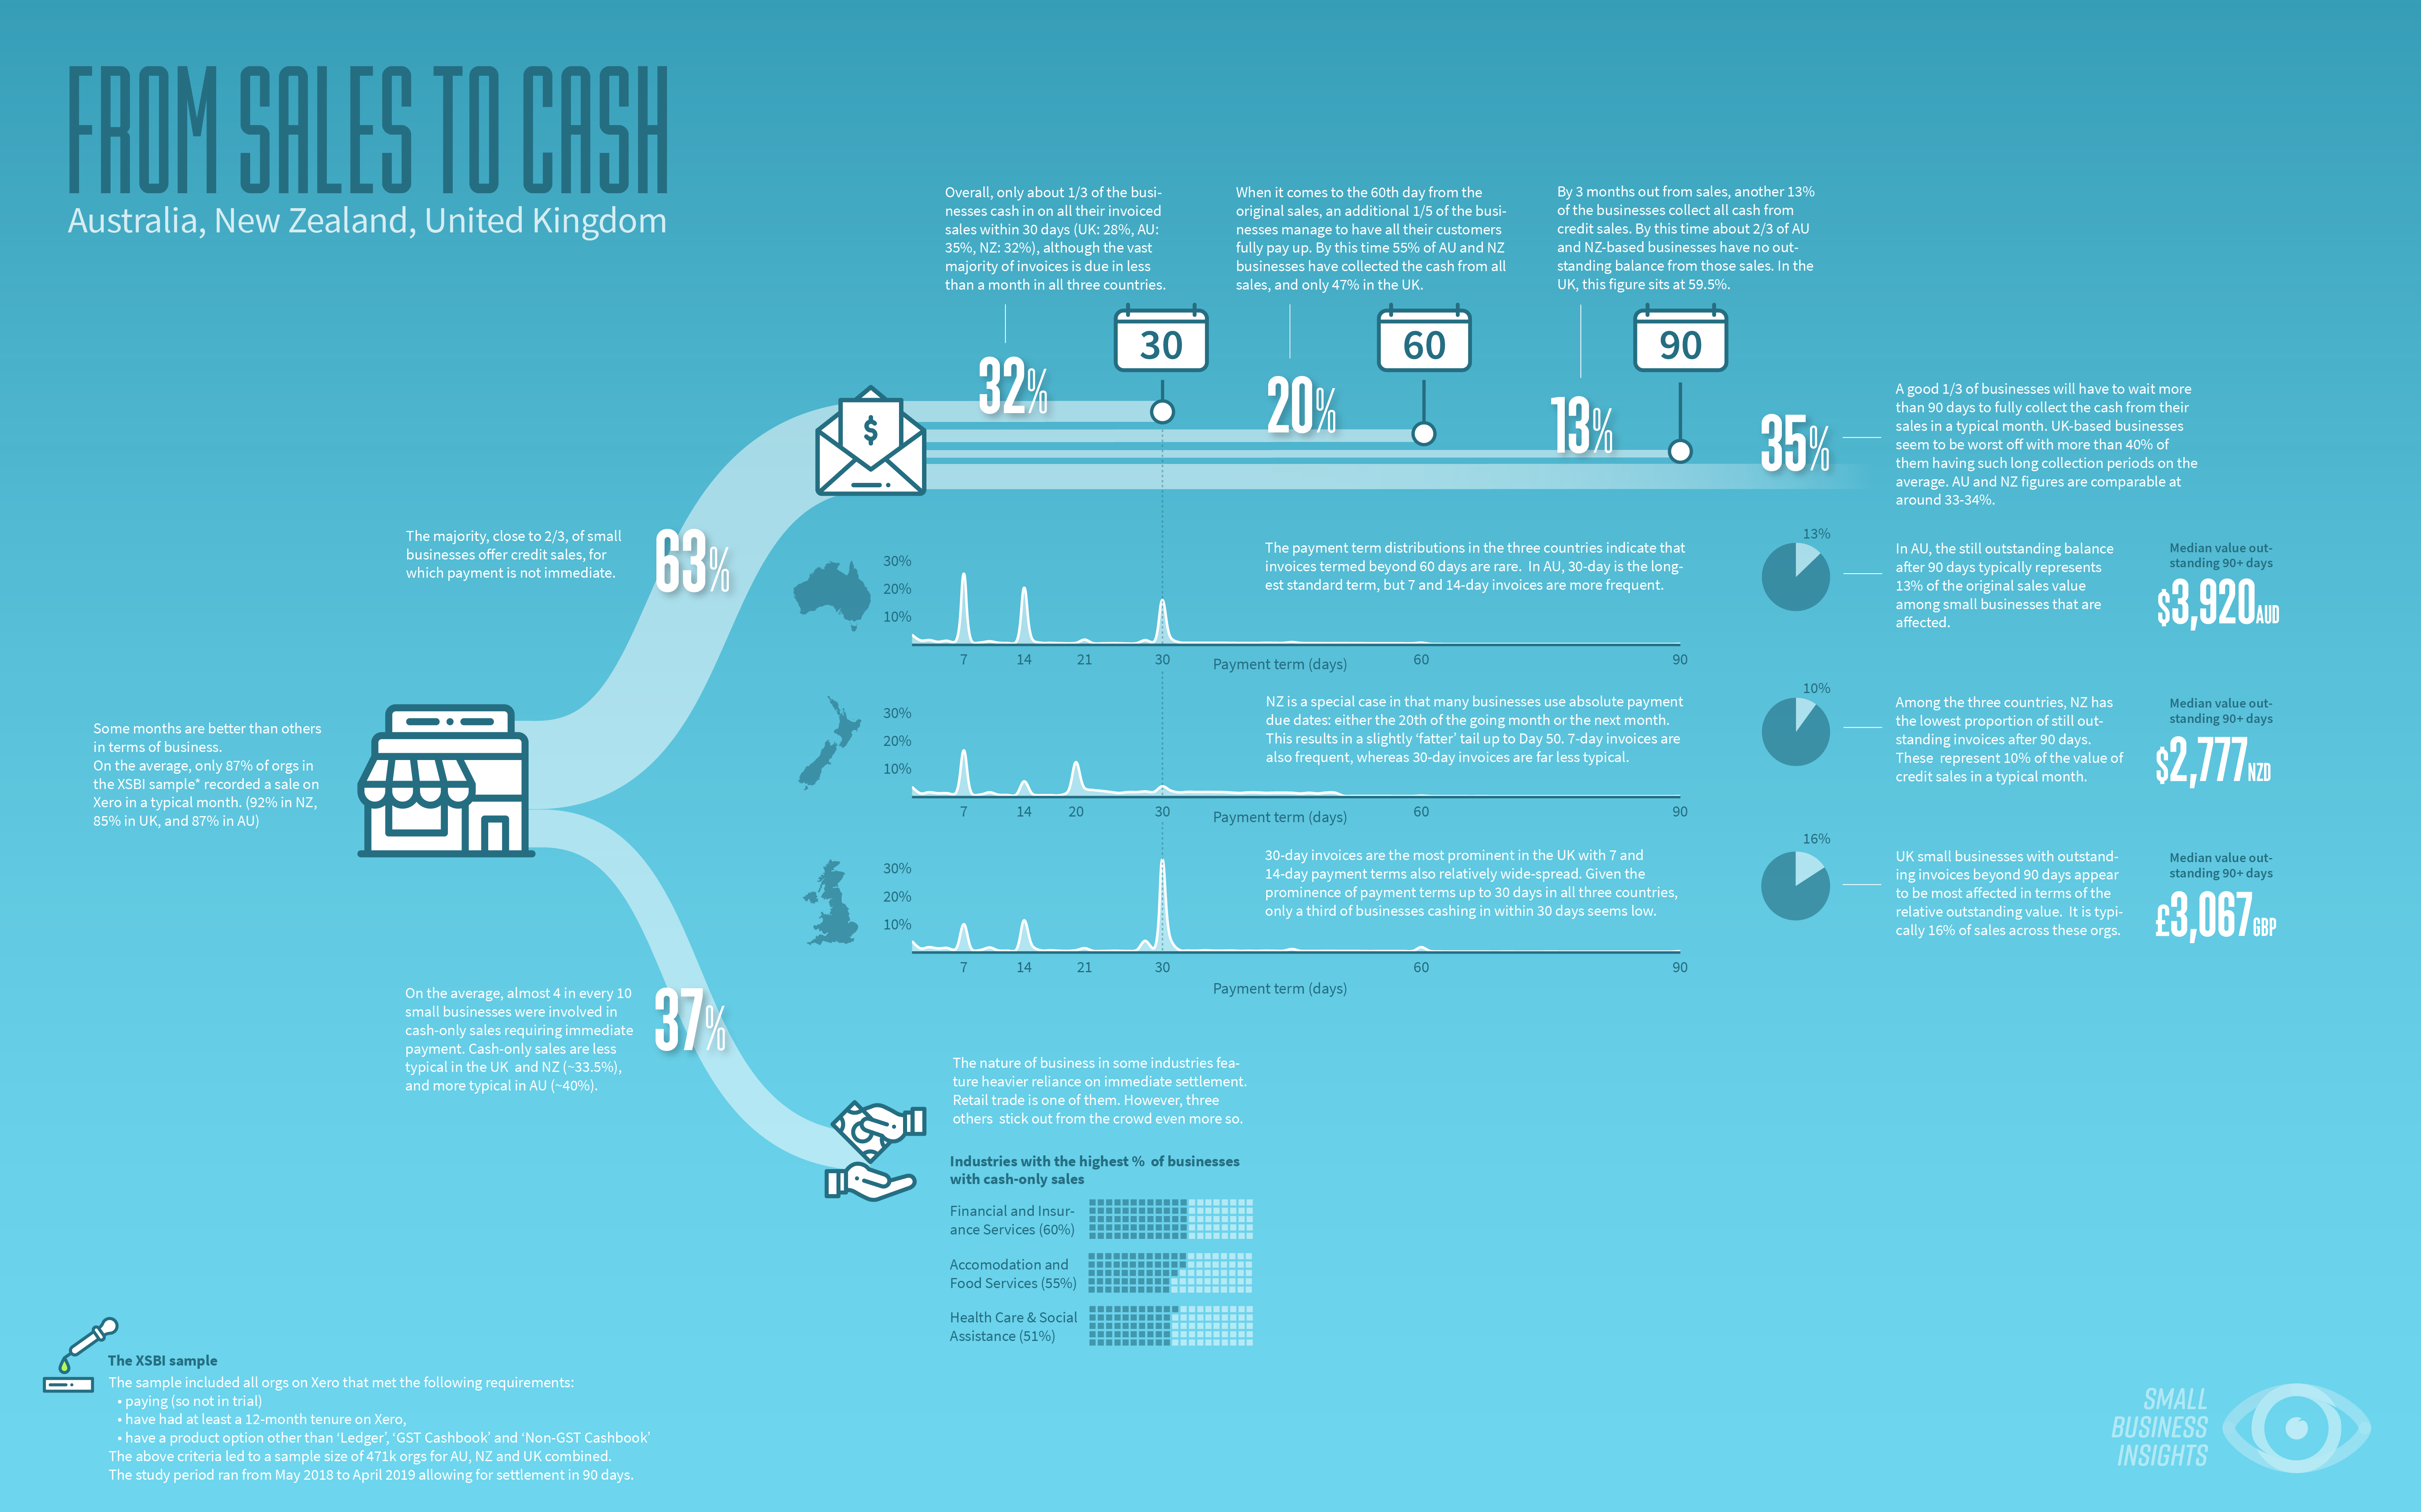 FROM SALES TO CASH
Australia, New Zealand, United Kingdom
Overall, only about 1/3 of the busi-
nesses cash in on all their invoiced
sales within 30 days (UK: 28%, AU:
35%, NZ: 32%), although the vast
majority of invoices is due in less
than a month in all three countries.
When it comes to the 60th day from the
original sales, an additional 1/5 of the busi-
nesses manage to have all their customers
fully pay up. By this time 55% of AU and NZ
businesses have collected the cash from all
sales, and only 47% in the UK.
By 3 months out from sales, another 13%
of the businesses collect all cash from
credit sales. By this time about 2/3 of AU
and NZ-based businesses have no out-
standing balance from those sales. In the
UK, this figure sits at 59.5%.
30
60
90
32%
20%
13%
35%
$
A good 1/3 of businesses will have to wait more
than 90 days to fully collect the cash from their
sales in a typical month. UK-based businesses
seem to be worst off with more than 40% of
them having such long collection periods on the
average. AU and NZ figures are comparable at
around 33-34%.
The majority, close to 2/3, of small
businesses offer credit sales, for
which payment is not immediate.
63%
30%
20%
10%
7
14
21
30
Payment term (days)
60
90
The payment term distributions in the three countries indicate that
invoices termed beyond 60 days are rare.  In AU, 30-day is the long-
est standard term, but 7 and 14-day invoices are more frequent.
13%
In AU, the still outstanding balance
after 90 days typically represents
13% of the original sales value
among small businesses that are
affected.
Median value out-
standing 90+ days
$3,920AUD
Some months are better than others
in terms of business.
On the average, only 87% of orgs in
the XSBI sample* recorded a sale on
Xero in a typical month. (92% in NZ,
85% in UK, and 87% in AU)
30%
20%
10%
7
14
20
30
Payment term (days)
60
90
NZ is a special case in that many businesses use absolute payment
due dates: either the 20th of the going month or the next month.
This results in a slightly ‘fatter’ tail up to Day 50. 7-day invoices are
also frequent, whereas 30-day invoices are far less typical.
10%
Among the three countries, NZ has
the lowest proportion of still out-
standing invoices after 90 days.
These  represent 10% of the value of
credit sales in a typical month.
Median value out-
standing 90+ days
$2,777NZD
30%
20%
10%
7
14
21
30
60
90
Payment term (days)
30-day invoices are the most prominent in the UK with 7 and
14-day payment terms also relatively wide-spread. Given the
prominence of payment terms up to 30 days in all three countries,
only a third of businesses cashing in within 30 days seems low.
16%
UK small businesses with outstand-
ing invoices beyond 90 days appear
to be most affected in terms of the
relative outstanding value.  It is typi-
cally 16% of sales across these orgs.
Median value out-
standing 90+ days
£3,067GBP
On the average, almost 4 in every 10
small businesses were involved in
cash-only sales requiring immediate
payment. Cash-only sales are less
typical in the UK  and NZ (~33.5%),
and more typical in AU (~40%).
37%
The nature of business in some industries fea-
ture heavier reliance on immediate settlement.
Retail trade is one of them. However, three
others  stick out from the crowd even more so.
Industries with the highest %  of businesses
with cash-only sales
Financial and Insur-
ance Services (60%)
Accomodation and
Food Services (55%)
Health Care & Social
Assistance (51%)
The XSBI sample
The sample included all orgs on Xero that met the following requirements:
• paying (so not in trial)
• have had at least a 12-month tenure on Xero,
• have a product option other than ‘Ledger’, ‘GST Cashbook’ and ‘Non-GST Cashbook’
The above criteria led to a sample size of 471k orgs for AU, NZ and UK combined.
The study period ran from May 2018 to April 2019 allowing for settlement in 90 days.
SMALL
BUSINESS
INSIGHTS